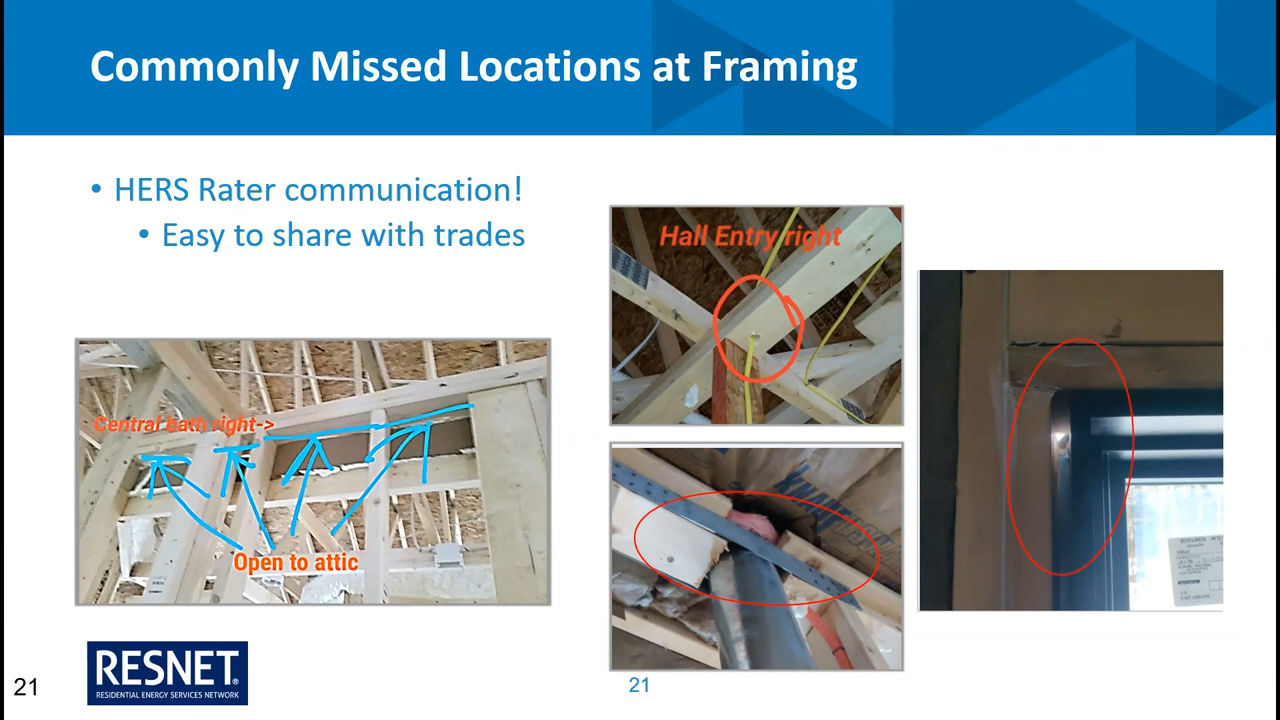 Commonly Missed Locations at Framing
• HERS Rater communication!
• Easy to share with trades
Hall Entry right
Central bath right->
Open to attic
KNAUF
RESNET®
RESIDENTIAL ENERGY SERVICES NETWORK
21
21